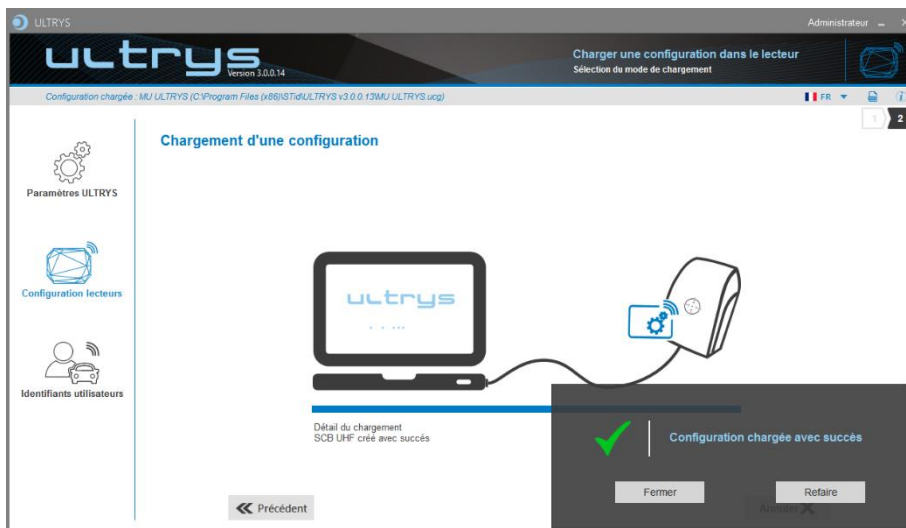 ULTRYS
Administrateur
ultrys
Version 3.0.0.14
Charger une configuration dans le lecteur
Sélection du mode de chargement
Configuration chargée : MU ULTRYS (C:\Program Files (x86)\STid\ULTRYS v3.0.0.13\MU ULTRYS.ucg)
FR
1
2
Chargement d'une configuration
Paramètres ULTRYS
Configuration lecteurs
Identifiants utilisateurs
ultrys
Détail du chargement
SCB UHF créé avec succés
Configuration chargée avec succès
Fermer
Refaire
Précédent
Annuler